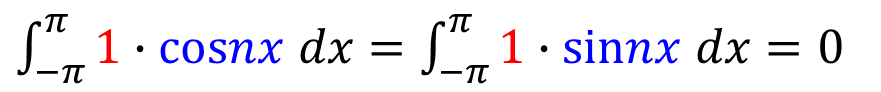 ∫_{-π}^{π} 1 · cosnx dx = ∫_{-π}^{π} 1 · sinnx dx = 0